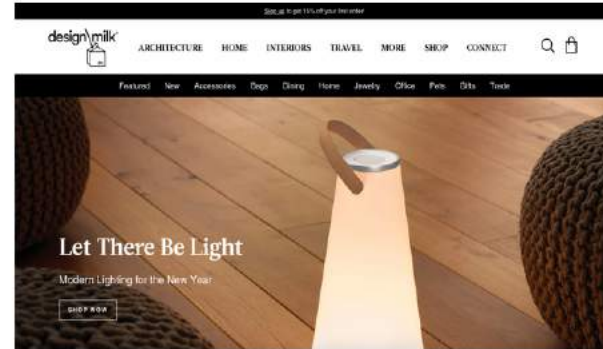 Sign up to get 15% off your first order!
design\milk
ARCHITECTURE HOME INTERIORS TRAVEL MORE SHOP CONNECT
Featured New Accessories Bags Dining Home Jewelry Office Pets Gifts Trade
Let There Be Light
Modern Lighting for the New Year
SHOP NOW